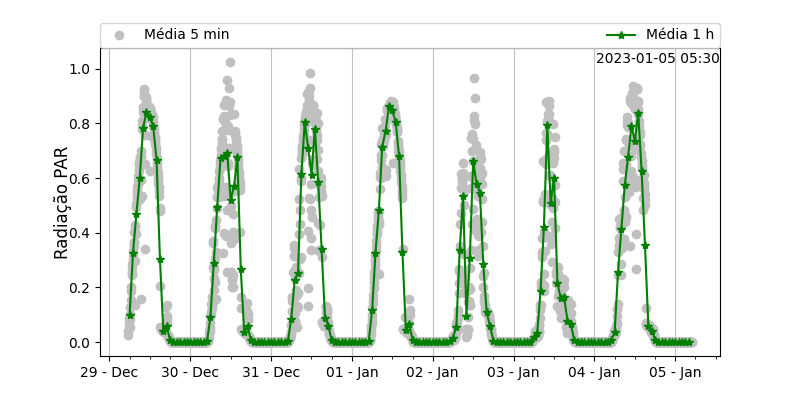 Média 5 min
Média 1 h
2023-01-05 05:30
Radiação PAR
1.0
0.8
0.6
0.4
0.2
0.0
29 - Dec
30 - Dec
31 - Dec
01 - Jan
02 - Jan
03 - Jan
04 - Jan
05 - Jan